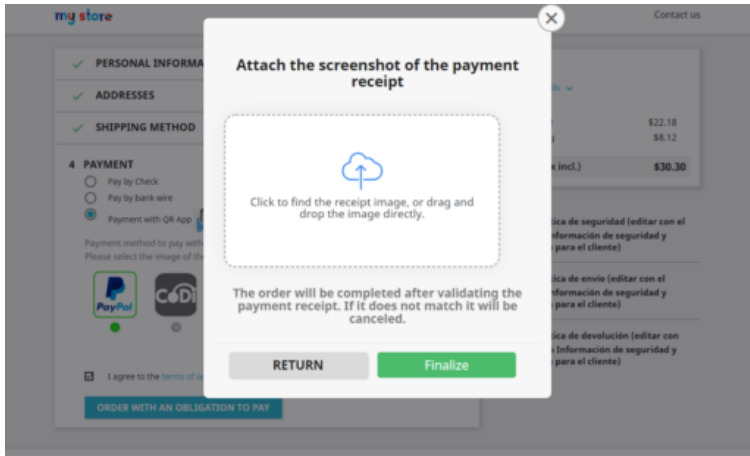 my store
Contact us
PERSONAL INFORMA
ADDRESSES
SHIPPING METHOD
4 PAYMENT
Pay by Check
Pay by bank wire
Payment with QR App
Payment method to pay with
Please select the image of the
PayPal
CoDi
I agree to the terms of se
ORDER WITH AN OBLIGATION TO PAY
Attach the screenshot of the payment
receipt
Click to find the receipt image, or drag and
drop the image directly.
The order will be completed after validating the
payment receipt. If it does not match it will be
canceled.
RETURN
Finalize
$22.18
$8.12
x incl.)
$30.30
tica de seguridad (editar con el
nformación de seguridad y
para el cliente)
tica de envío (editar con el
nformación de seguridad y
para el cliente)
tica de devolución (editar con
Información de seguridad y
para el cliente)